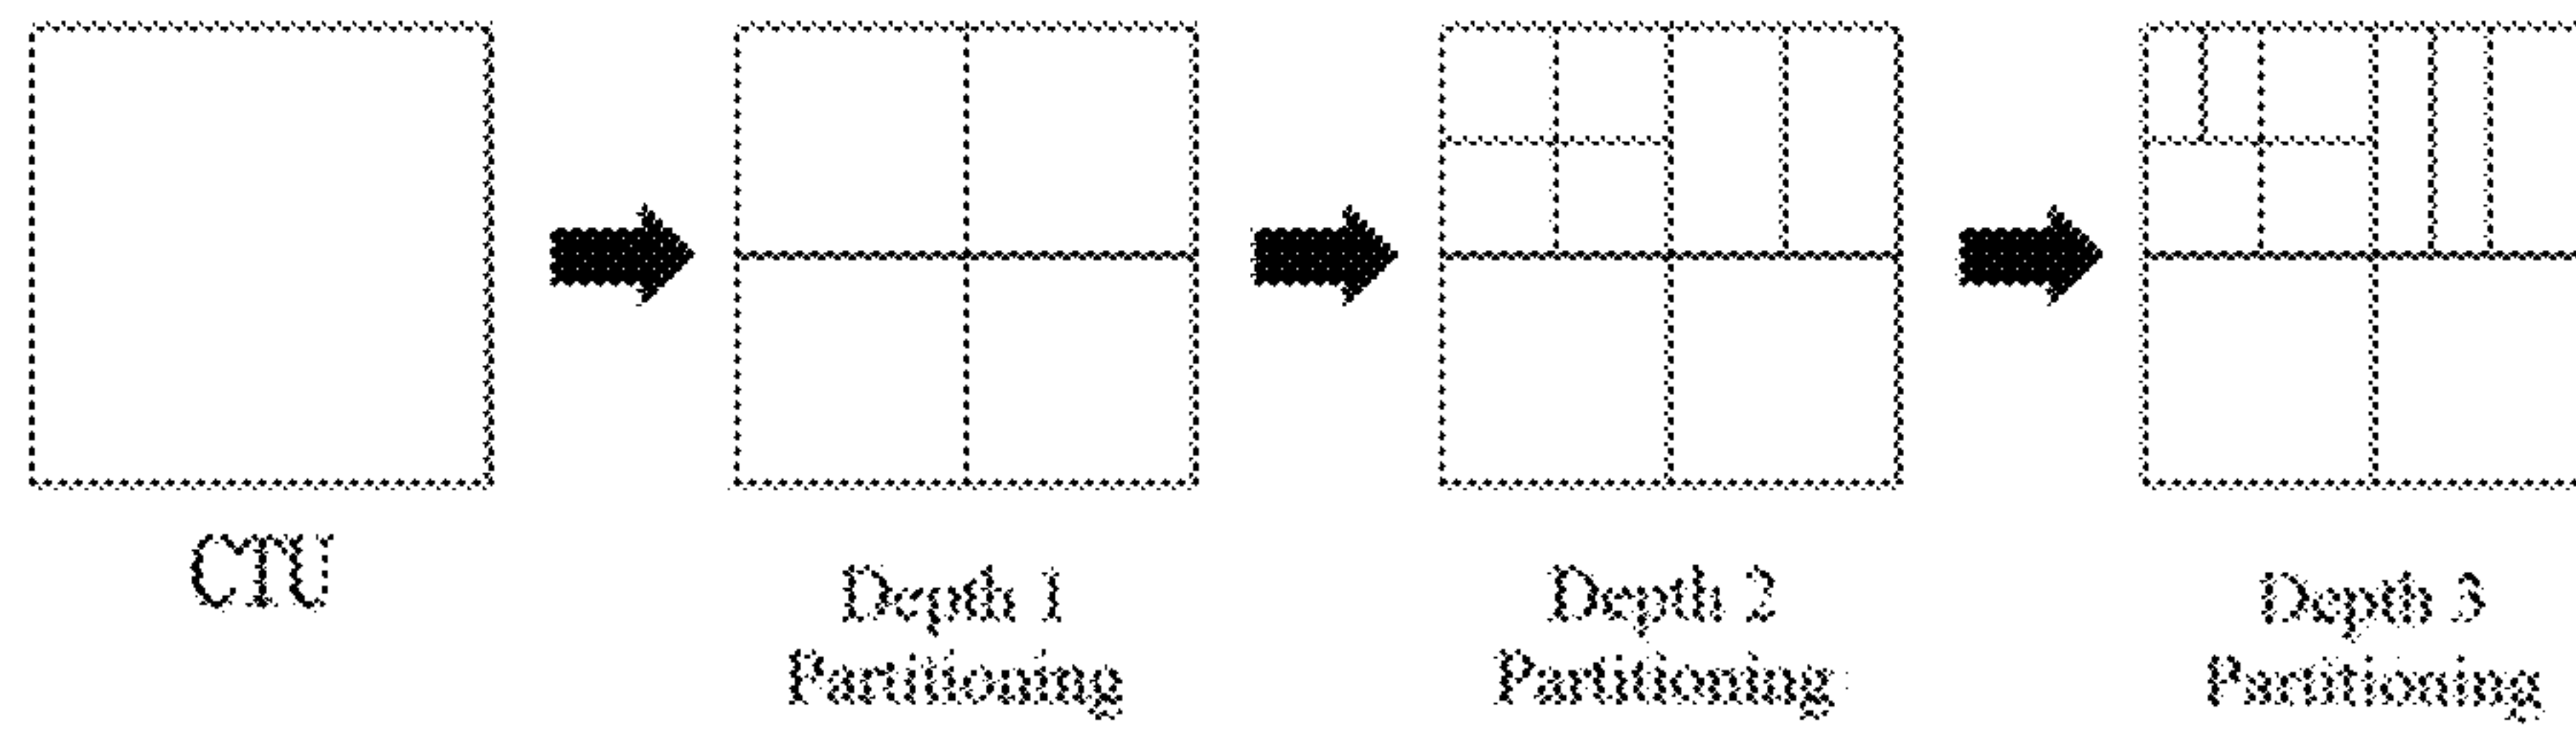 CTU
Depth 1
Partitioning
Depth 2
Partitioning
Depth 3
Partitioning